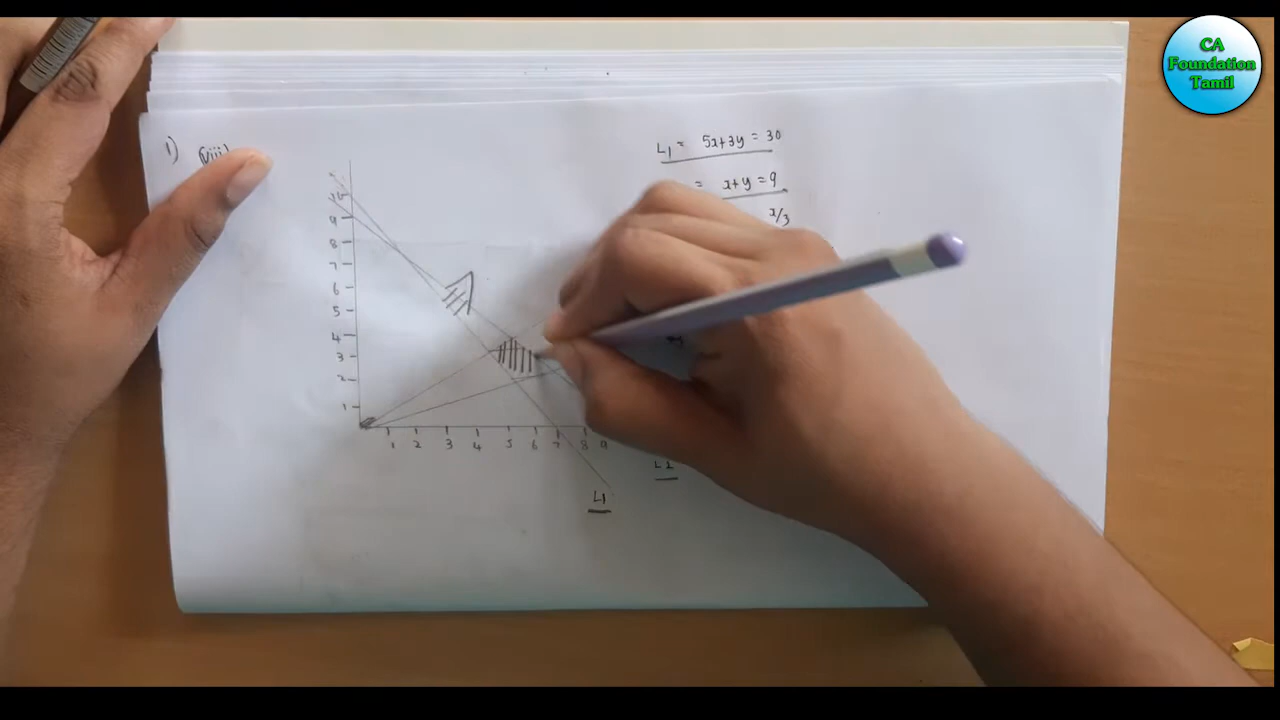 CA
Foundation
Tamil
1) (viii)
L1 = 5x+3y = 30
= x+y = 9
x/3
10
9
8
7
6
5
4
3
2
1
1 2 3 4 5 6 7 8 9
L1